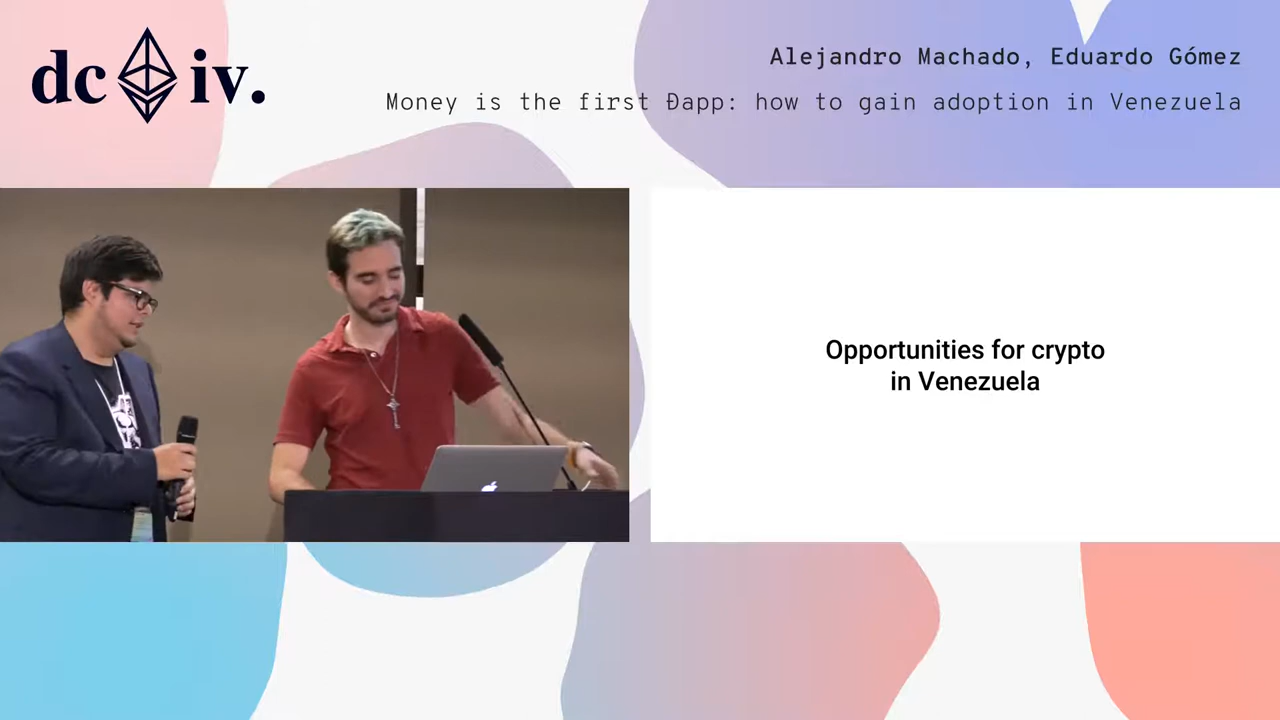 dc iv.
Alejandro Machado, Eduardo Gómez
Money is the first Ðapp: how to gain adoption in Venezuela
Opportunities for crypto
in Venezuela